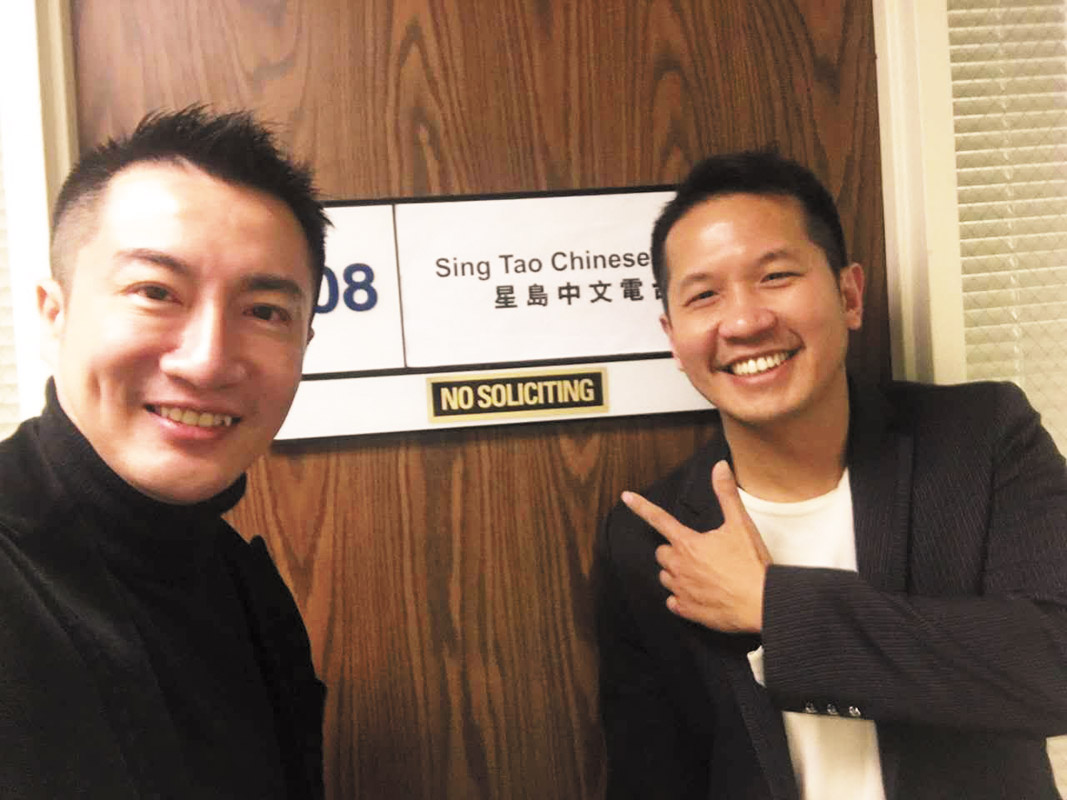 08
Sing Tao Chinese
星島中文電
NO SOLICITING